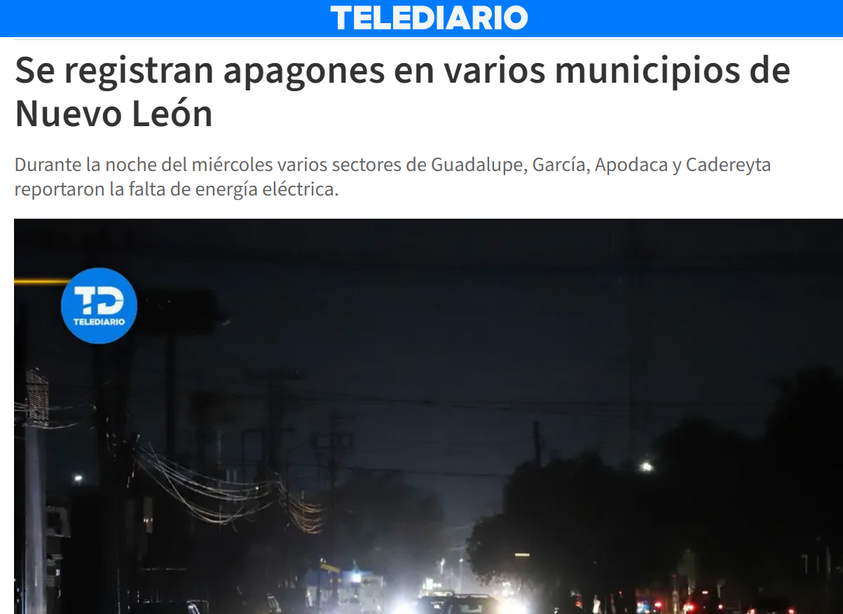 TELEDIARIO
Se registran apagones en varios municipios de
Nuevo León
Durante la noche del miércoles varios sectores de Guadalupe, García, Apodaca y Cadereyta
reportaron la falta de energía eléctrica.
TD
TELEDIARIO